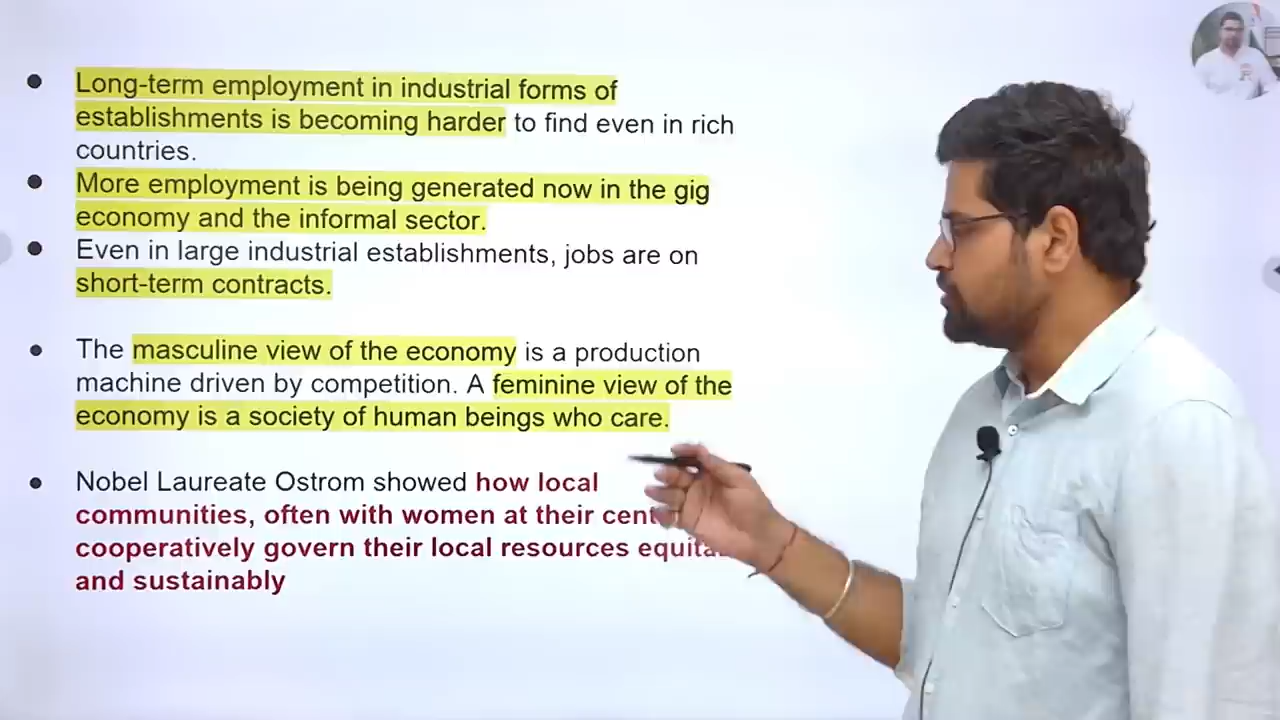 Long-term employment in industrial forms of
establishments is becoming harder to find even in rich
countries.
More employment is being generated now in the gig
economy and the informal sector.
Even in large industrial establishments, jobs are on
short-term contracts.
The masculine view of the economy is a production
machine driven by competition. A feminine view of the
economy is a society of human beings who care.
Nobel Laureate Ostrom showed how local
communities, often with women at their
cooperatively govern their local resources
and sustainably